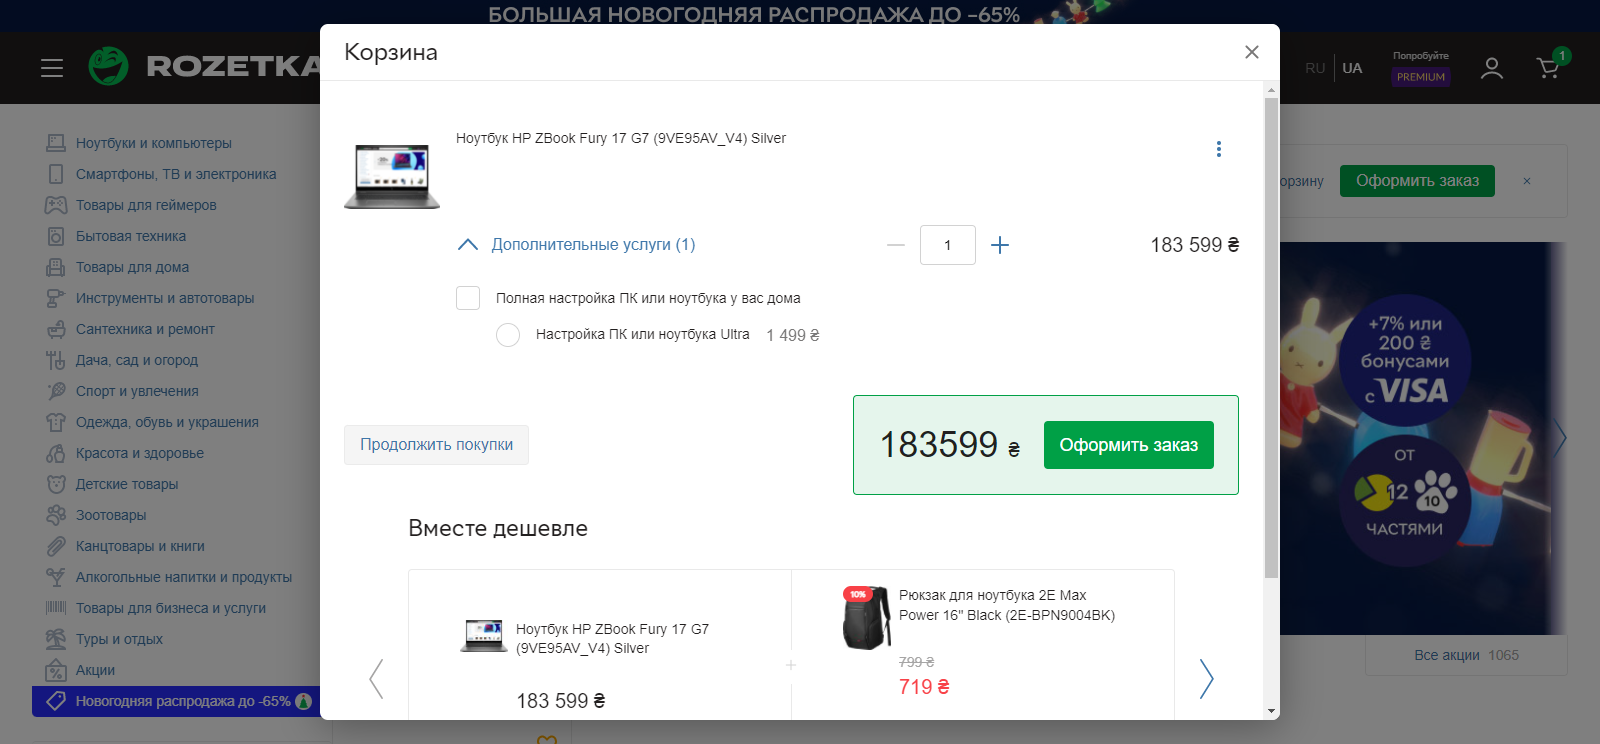 БОЛЬШАЯ НОВОГОДНЯЯ РАСПРОДАЖА ДО −65%
ROZETKA
RU
UA
Попробуйте
PREMIUM
1
Корзина
Ноутбук HP ZBook Fury 17 G7 (9VE95AV_V4) Silver
Дополнительные услуги (1)
1
183 599 ₴
Полная настройка ПК или ноутбука у вас дома
Настройка ПК или ноутбука Ultra 1 499 ₴
Продолжить покупки
183599 ₴
Оформить заказ
Вместе дешевле
Ноутбук HP ZBook Fury 17 G7
(9VE95AV_V4) Silver
183 599 ₴
+
10%
Рюкзак для ноутбука 2E Max
Power 16" Black (2E-BPN9004BK)
799 ₴
719 ₴
Ноутбуки и компьютеры
Смартфоны, ТВ и электроника
Товары для геймеров
Бытовая техника
Товары для дома
Инструменты и автотовары
Сантехника и ремонт
Дача, сад и огород
Спорт и увлечения
Одежда, обувь и украшения
Красота и здоровье
Детские товары
Зоотовары
Канцтовары и книги
Алкогольные напитки и продукты
Товары для бизнеса и услуги
Туры и отдых
Акции
Новогодняя распродажа до -65%
орзину
Оформить заказ
+7% или
200 ₴
бонусами
с VISA
ОТ
12
10
ЧАСТЯМИ
Все акции 1065